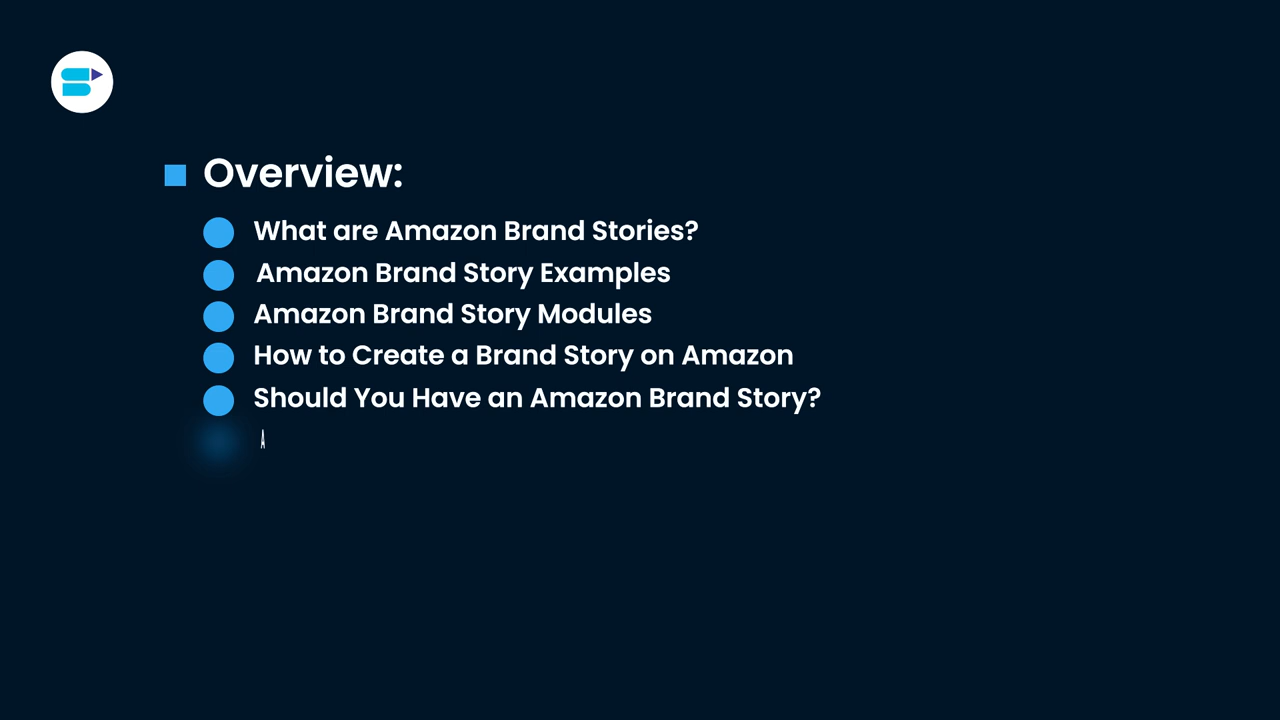 Overview:
What are Amazon Brand Stories?
Amazon Brand Story Examples
Amazon Brand Story Modules
How to Create a Brand Story on Amazon
Should You Have an Amazon Brand Story?
A